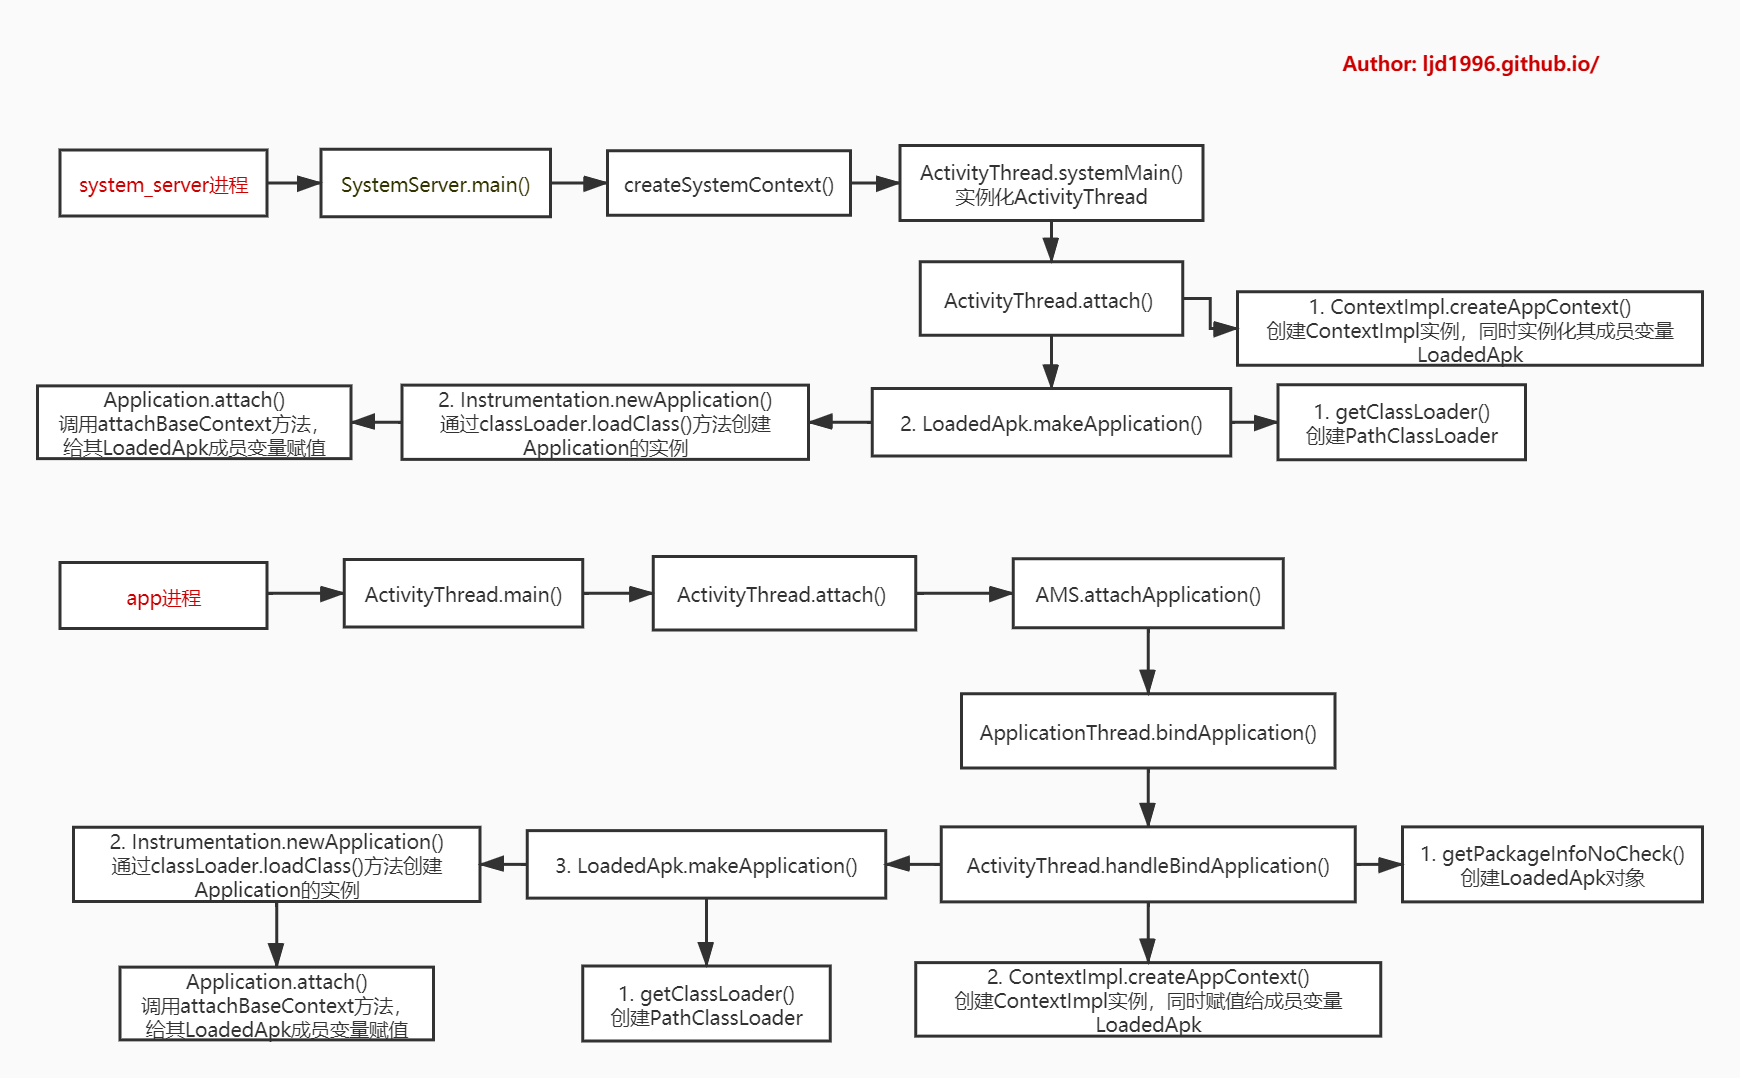 Author: ljd1996.github.io/
system_server进程
SystemServer.main()
createSystemContext()
ActivityThread.systemMain()
实例化ActivityThread
ActivityThread.attach()
1. ContextImpl.createAppContext()
创建ContextImpl实例，同时实例化其成员变量
LoadedApk
Application.attach()
调用attachBaseContext方法，
给其LoadedApk成员变量赋值
2. Instrumentation.newApplication()
通过classLoader.loadClass()方法创建
Application的实例
2. LoadedApk.makeApplication()
1. getClassLoader()
创建PathClassLoader
app进程
ActivityThread.main()
ActivityThread.attach()
AMS.attachApplication()
ApplicationThread.bindApplication()
2. Instrumentation.newApplication()
通过classLoader.loadClass()方法创建
Application的实例
3. LoadedApk.makeApplication()
ActivityThread.handleBindApplication()
1. getPackageInfoNoCheck()
创建LoadedApk对象
Application.attach()
调用attachBaseContext方法，
给其LoadedApk成员变量赋值
1. getClassLoader()
创建PathClassLoader
2. ContextImpl.createAppContext()
创建ContextImpl实例，同时赋值给成员变量
LoadedApk